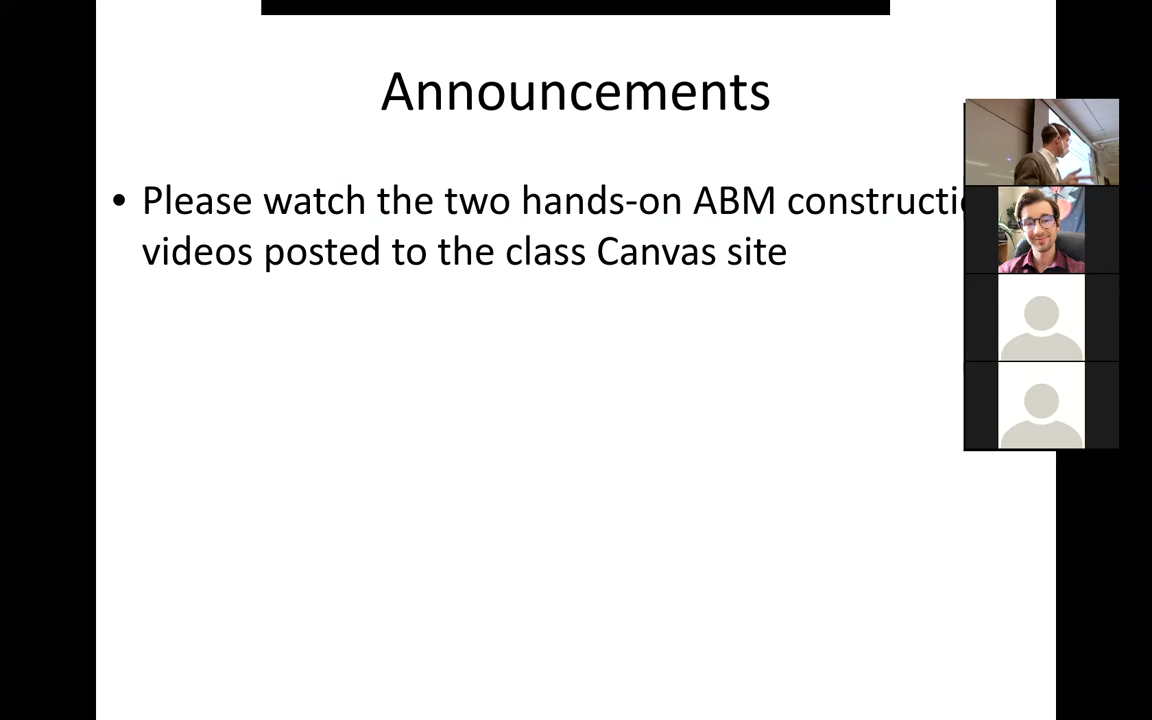 Announcements
• Please watch the two hands-on ABM constructi
videos posted to the class Canvas site